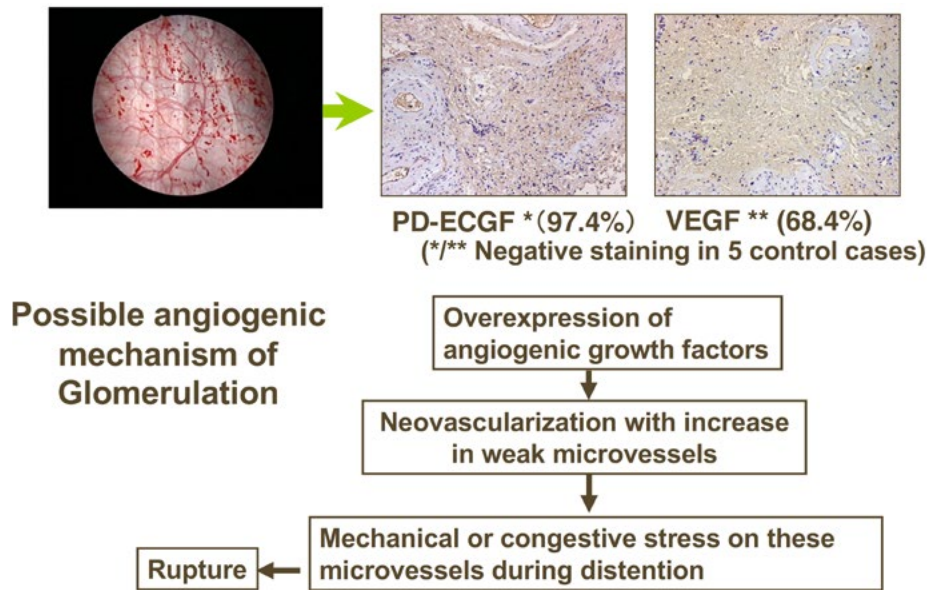 PD-ECGF *(97.4%)
VEGF ** (68.4%)
(*/** Negative staining in 5 control cases)
Possible angiogenic
mechanism of
Glomerulation
Overexpression of
angiogenic growth factors
Neovascularization with increase
in weak microvessels
Mechanical or congestive stress on these
microvessels during distention
Rupture